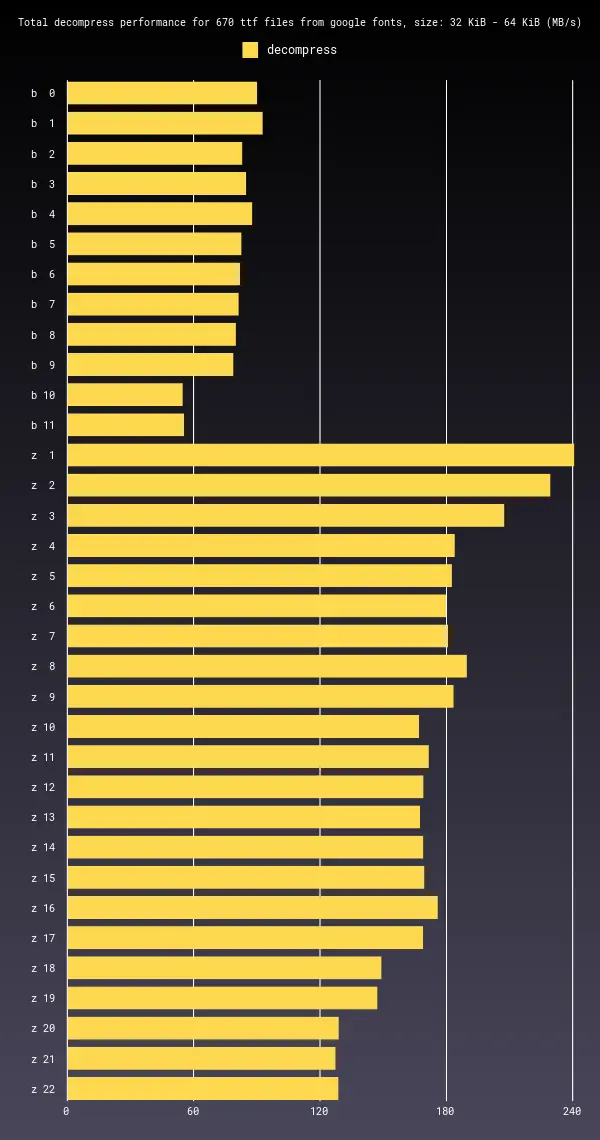 Total decompress performance for 670 ttf files from google fonts, size: 32 KiB - 64 KiB (MB/s)
decompress
b  0
b  1
b  2
b  3
b  4
b  5
b  6
b  7
b  8
b  9
b 10
b 11
z  1
z  2
z  3
z  4
z  5
z  6
z  7
z  8
z  9
z 10
z 11
z 12
z 13
z 14
z 15
z 16
z 17
z 18
z 19
z 20
z 21
z 22
0 60 120 180 240